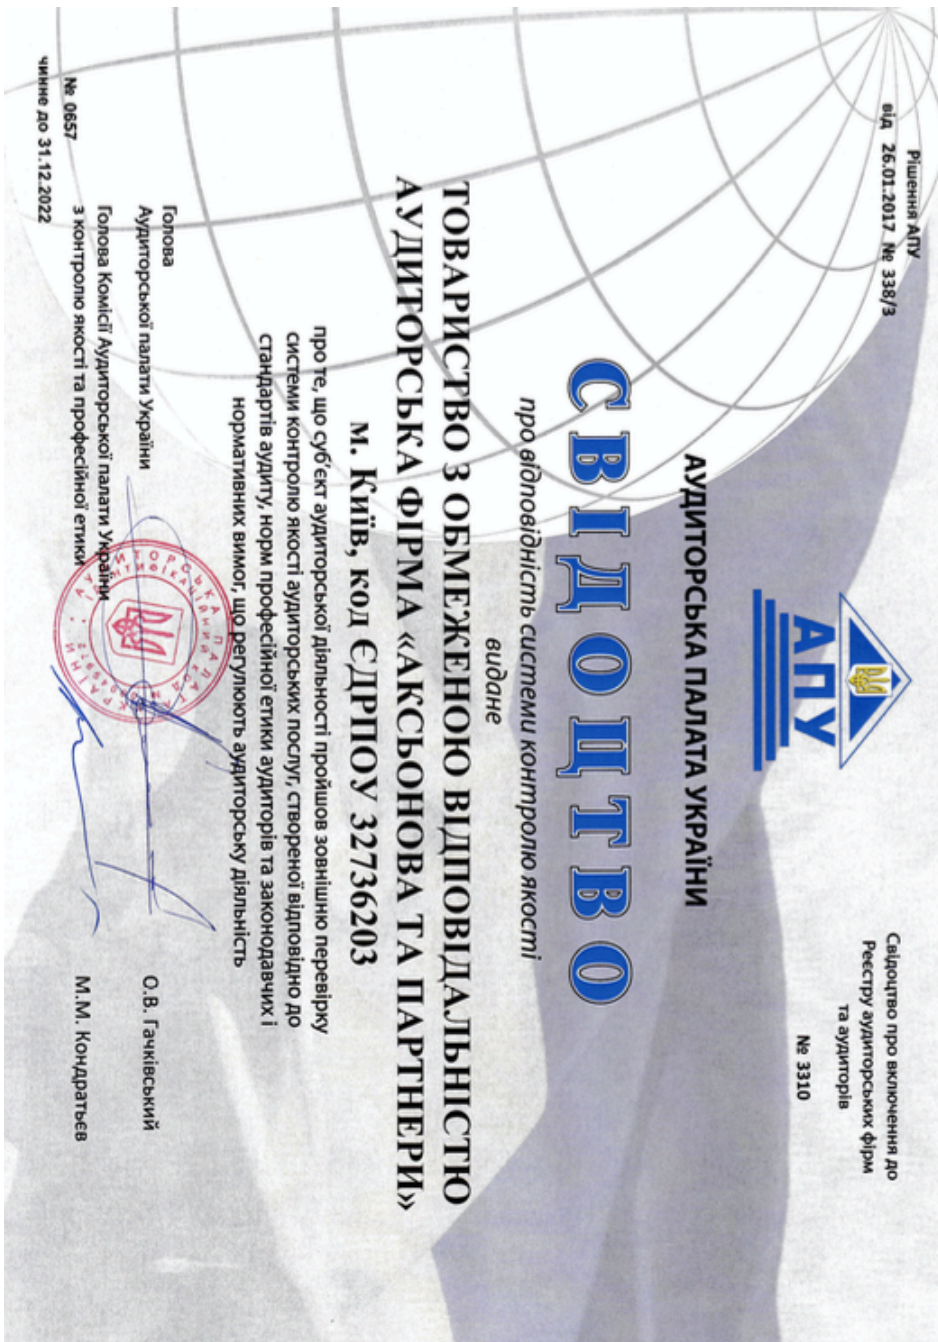 Рішення АПУ
від 26.01.2017 № 338/3
АПУ
Свідоцтво про включення до
Реєстру аудиторських фірм
та аудиторів
№ 3310
АУДИТОРСЬКА ПАЛАТА УКРАЇНИ
СВІДОЦТВО
про відповідність системи контролю якості
видане
ТОВАРИСТВО З ОБМЕЖЕНОЮ ВІДПОВІДАЛЬНІСТЮ
АУДИТОРСЬКА ФІРМА «АКСЬОНОВА ТА ПАРТНЕРИ»
м. Київ, код ЄДРПОУ 32736203
про те, що суб’єкт аудиторської діяльності пройшов зовнішню перевірку
системи контролю якості аудиторських послуг, створеної відповідно до
стандартів аудиту, норм професійної етики аудиторів та законодавчих і
нормативних вимог, що регулюють аудиторську діяльність
Голова
Аудиторської палати України
О.В. Гачківський
Голова Комісії Аудиторської палати України
з контролю якості та професійної етики
М.М. Кондратьєв
АУДИТОРСЬКА ПАЛАТА УКРАЇНИ
ІДЕНТИФІКАЦІЙНИЙ КОД
№ 0657
чинне до 31.12.2022